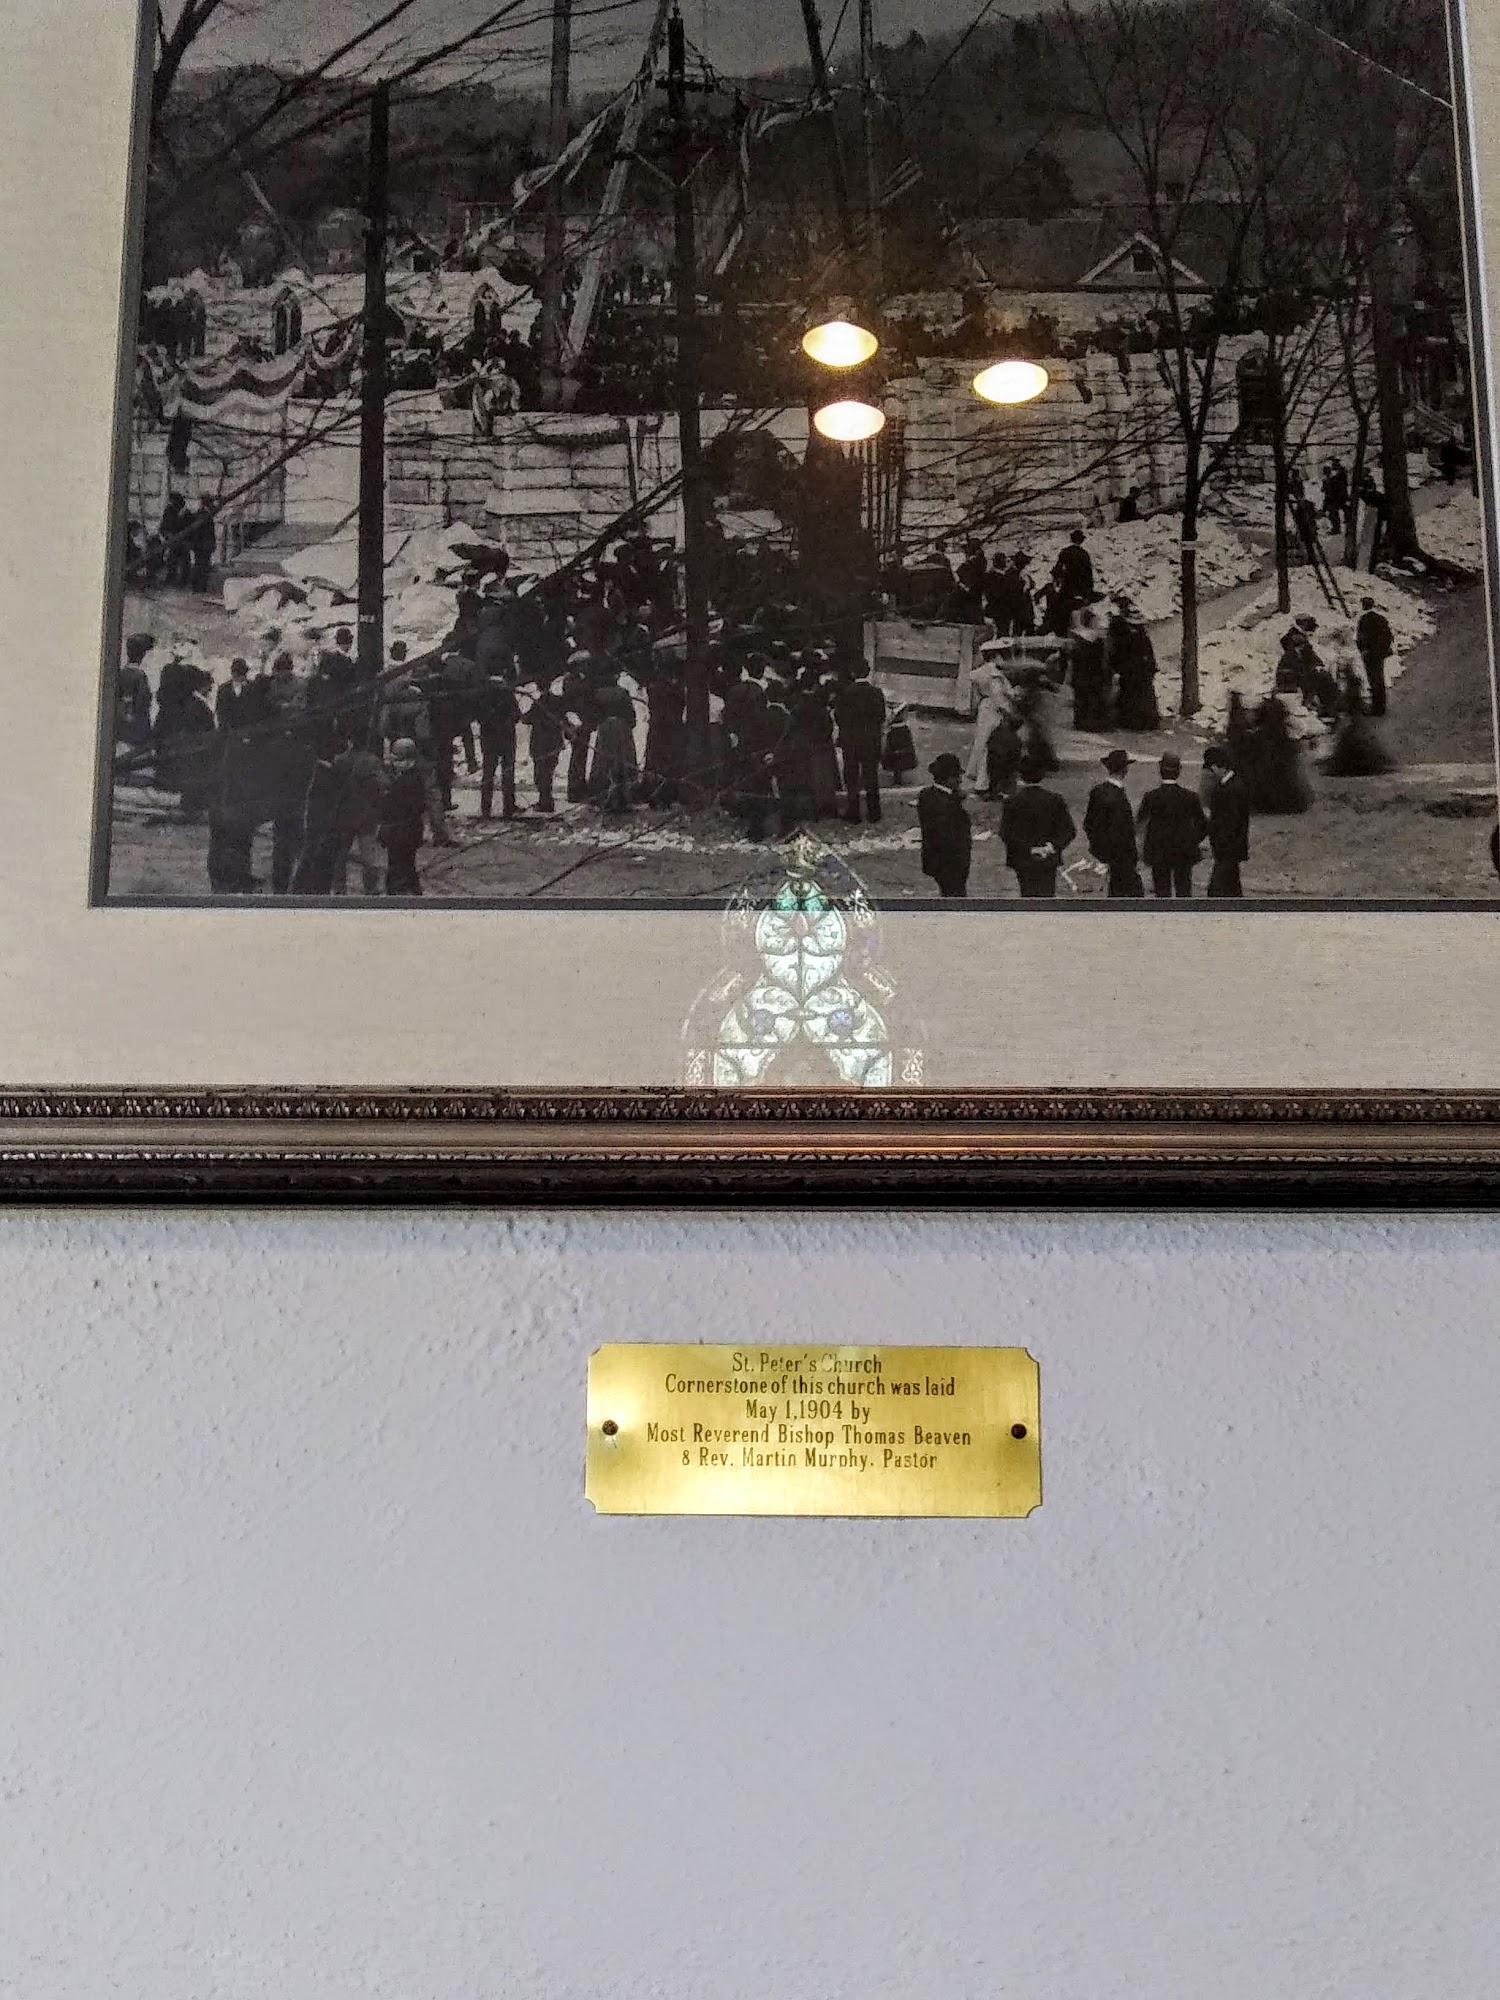 St. Peter's Church
Cornerstone of this church was laid
May 1, 1904 by
Most Reverend Bishop Thomas Beaven
& Rev. Martin Murphy. Pastor